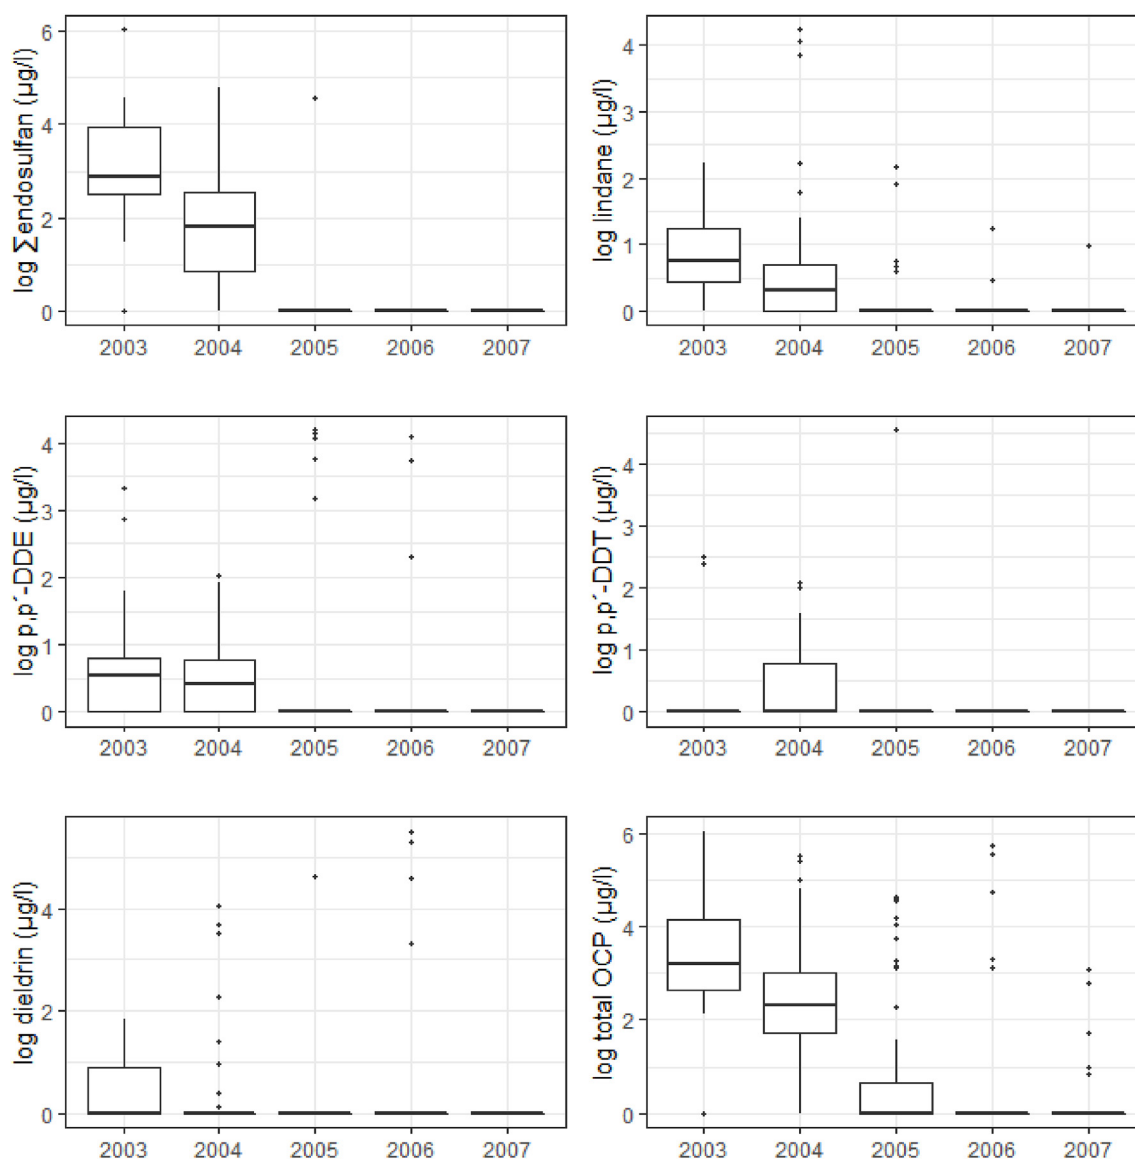 log Σendosulfan (µg/l)
6
4
2
0
2003 2004 2005 2006 2007
log lindane (µg/l)
4
3
2
1
0
2003 2004 2005 2006 2007
log p,p´-DDE (µg/l)
4
3
2
1
0
2003 2004 2005 2006 2007
log p,p´-DDT (µg/l)
4
3
2
1
0
2003 2004 2005 2006 2007
log dieldrin (µg/l)
4
2
0
2003 2004 2005 2006 2007
log total OCP (µg/l)
6
4
2
0
2003 2004 2005 2006 2007